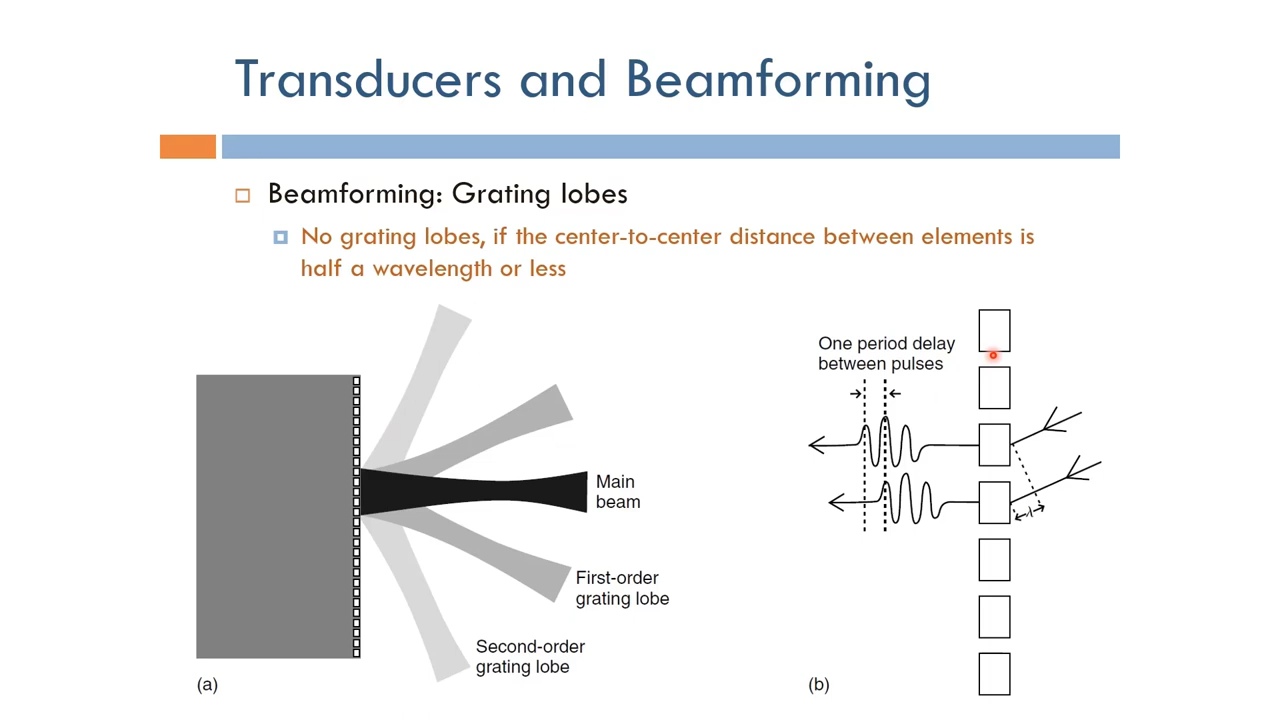 Transducers and Beamforming
Beamforming: Grating lobes
No grating lobes, if the center-to-center distance between elements is
half a wavelength or less
Main
beam
First-order
grating lobe
Second-order
grating lobe
(a)
One period delay
between pulses
λ
(b)